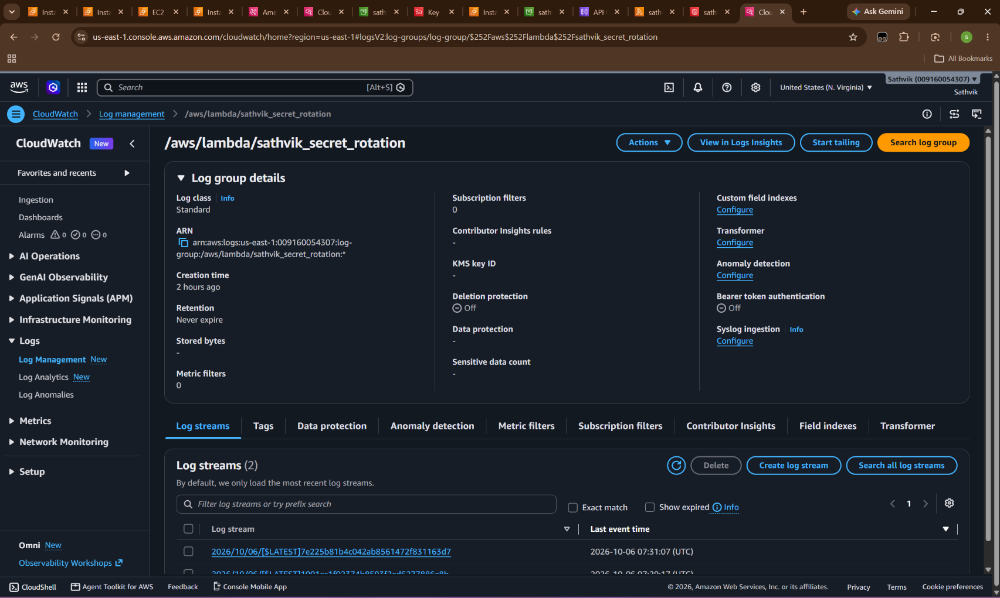 Insta
Insta
EC2
Insta
Ama
Clou
sath
Key
Insta
sath
API
sath
sath
Clou
Ask Gemini
us-east-1.console.aws.amazon.com/cloudwatch/home?region=us-east-1#logsV2:log-groups/log-group/$252Faws$252Flambda$252Fsathvik_secret_rotation
S
All Bookmarks
aws
Search
[Alt+S]
United States (N. Virginia)
Sathvik (009160054307)
Sathvik
CloudWatch
Log management
/aws/lambda/sathvik_secret_rotation
CloudWatch New
Favorites and recents
Ingestion
Dashboards
Alarms 0 0 0
AI Operations
GenAI Observability
Application Signals (APM)
Infrastructure Monitoring
Logs
Log Management New
Log Analytics New
Log Anomalies
Metrics
Network Monitoring
Setup
Omni New
Observability Workshops
/aws/lambda/sathvik_secret_rotation
Actions
View in Logs Insights
Start tailing
Search log group
Log group details
Log class Info
Standard
ARN
arn:aws:logs:us-east-1:009160054307:log-
group:/aws/lambda/sathvik_secret_rotation:*
Creation time
2 hours ago
Retention
Never expire
Stored bytes
-
Metric filters
0
Subscription filters
0
Contributor Insights rules
-
KMS key ID
-
Deletion protection
Off
Data protection
-
Sensitive data count
-
Custom field indexes
Configure
Transformer
Configure
Anomaly detection
Configure
Bearer token authentication
Off
Syslog ingestion Info
Configure
Log streams
Tags
Data protection
Anomaly detection
Metric filters
Subscription filters
Contributor Insights
Field indexes
Transformer
Log streams (2)
Delete
Create log stream
Search all log streams
By default, we only load the most recent log streams.
Filter log streams or try prefix search
Exact match
Show expired Info
1
Log stream
Last event time
2026/10/06/[$LATEST]7e225b81b4c042ab8561472f831163d7
2026-10-06 07:31:07 (UTC)
CloudShell
Agent Toolkit for AWS
Feedback
Console Mobile App
© 2026, Amazon Web Services, Inc. or its affiliates.
Privacy
Terms
Cookie preferences